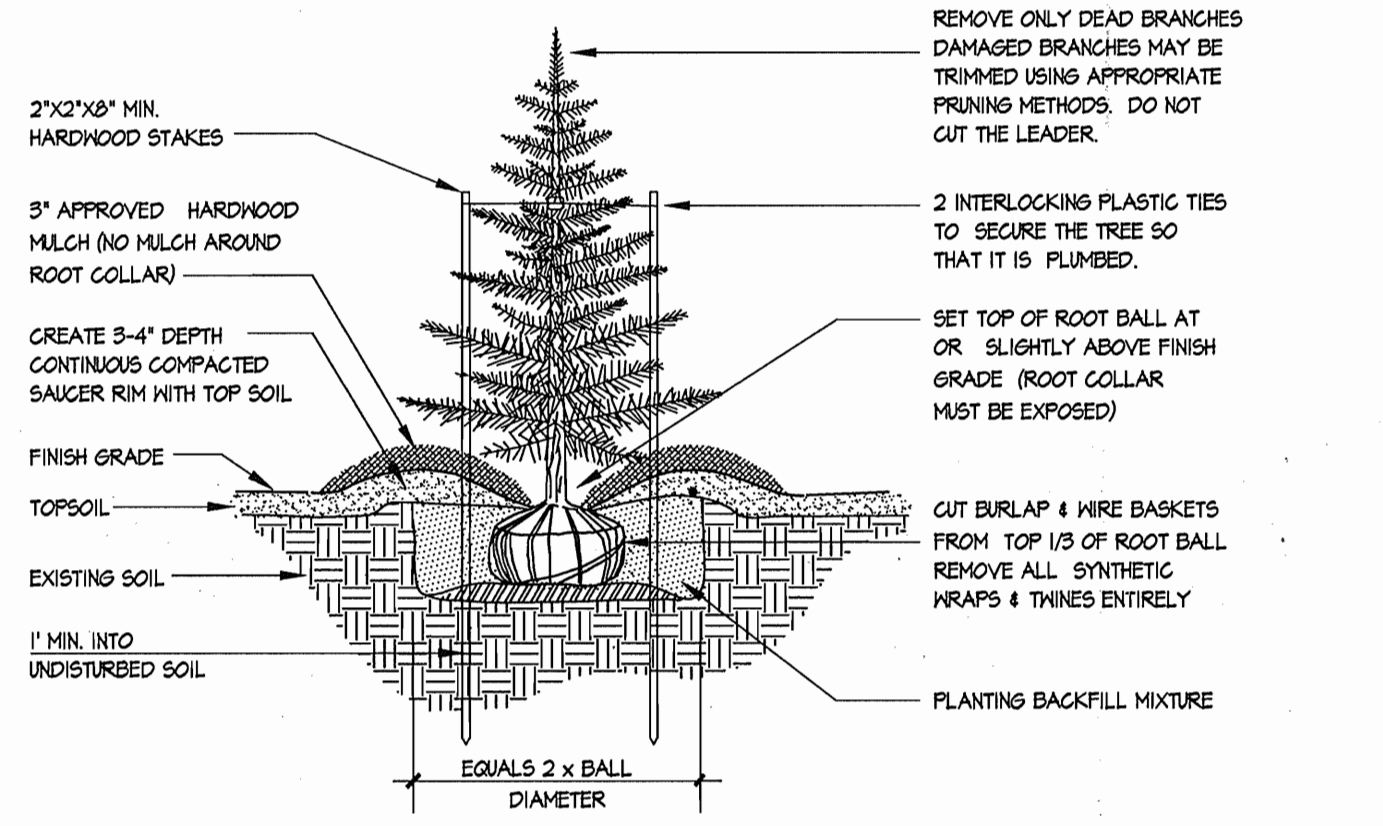 2"X2"X8" MIN.
HARDWOOD STAKES
3" APPROVED HARDWOOD
MULCH (NO MULCH AROUND
ROOT COLLAR)
CREATE 3-4" DEPTH
CONTINUOUS COMPACTED
SAUCER RIM WITH TOP SOIL
FINISH GRADE
TOPSOIL
EXISTING SOIL
1' MIN. INTO
UNDISTURBED SOIL
REMOVE ONLY DEAD BRANCHES
DAMAGED BRANCHES MAY BE
TRIMMED USING APPROPRIATE
PRUNING METHODS. DO NOT
CUT THE LEADER.
2 INTERLOCKING PLASTIC TIES
TO SECURE THE TREE SO
THAT IT IS PLUMBED.
SET TOP OF ROOT BALL AT
OR SLIGHTLY ABOVE FINISH
GRADE (ROOT COLLAR
MUST BE EXPOSED)
CUT BURLAP & WIRE BASKETS
FROM TOP 1/3 OF ROOT BALL
REMOVE ALL SYNTHETIC
WRAPS & TWINES ENTIRELY
PLANTING BACKFILL MIXTURE
EQUALS 2 x BALL
DIAMETER